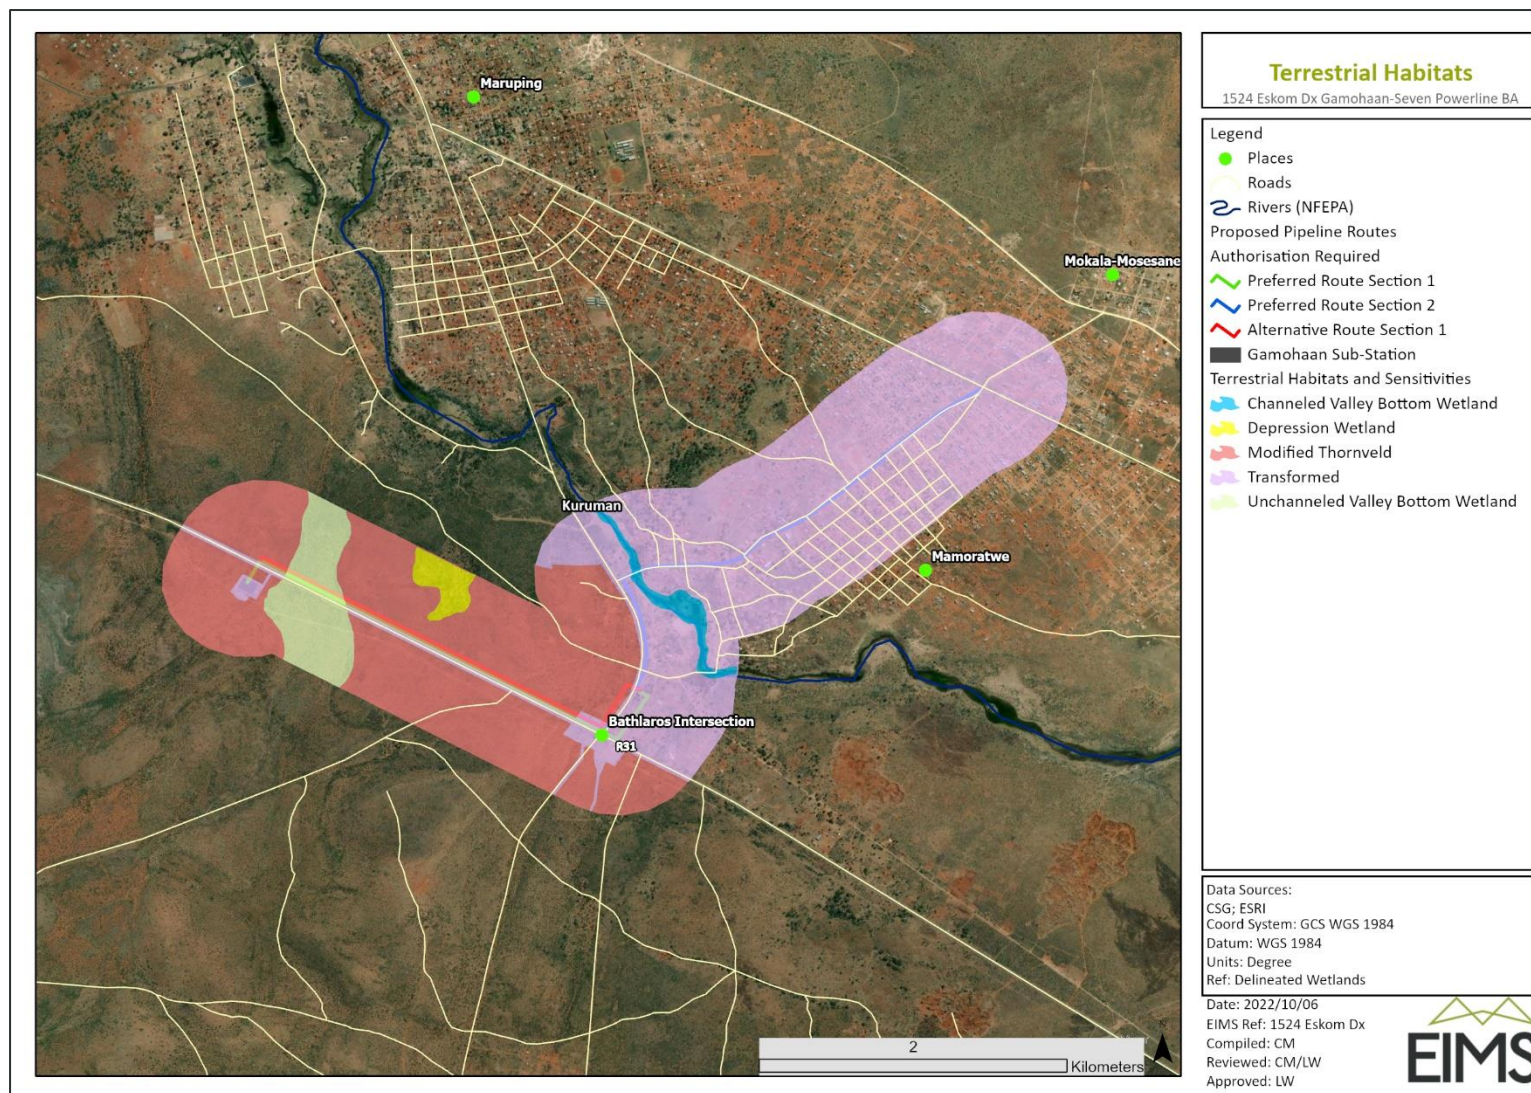 Maruping
Mokala-Mosesane
Kuruman
Mamoratwe
Bathlaros Intersection
R31
2
Kilometers
Terrestrial Habitats
1524 Eskom Dx Gamohaan-Seven Powerline BA
Legend
Places
Roads
Rivers (NFEPA)
Proposed Pipeline Routes
Authorisation Required
Preferred Route Section 1
Preferred Route Section 2
Alternative Route Section 1
Gamohaan Sub-Station
Terrestrial Habitats and Sensitivities
Channeled Valley Bottom Wetland
Depression Wetland
Modified Thornveld
Transformed
Unchanneled Valley Bottom Wetland
Data Sources:
CSG; ESRI
Coord System: GCS WGS 1984
Datum: WGS 1984
Units: Degree
Ref: Delineated Wetlands
Date: 2022/10/06
EIMS Ref: 1524 Eskom Dx
Compiled: CM
Reviewed: CM/LW
Approved: LW
EIMS